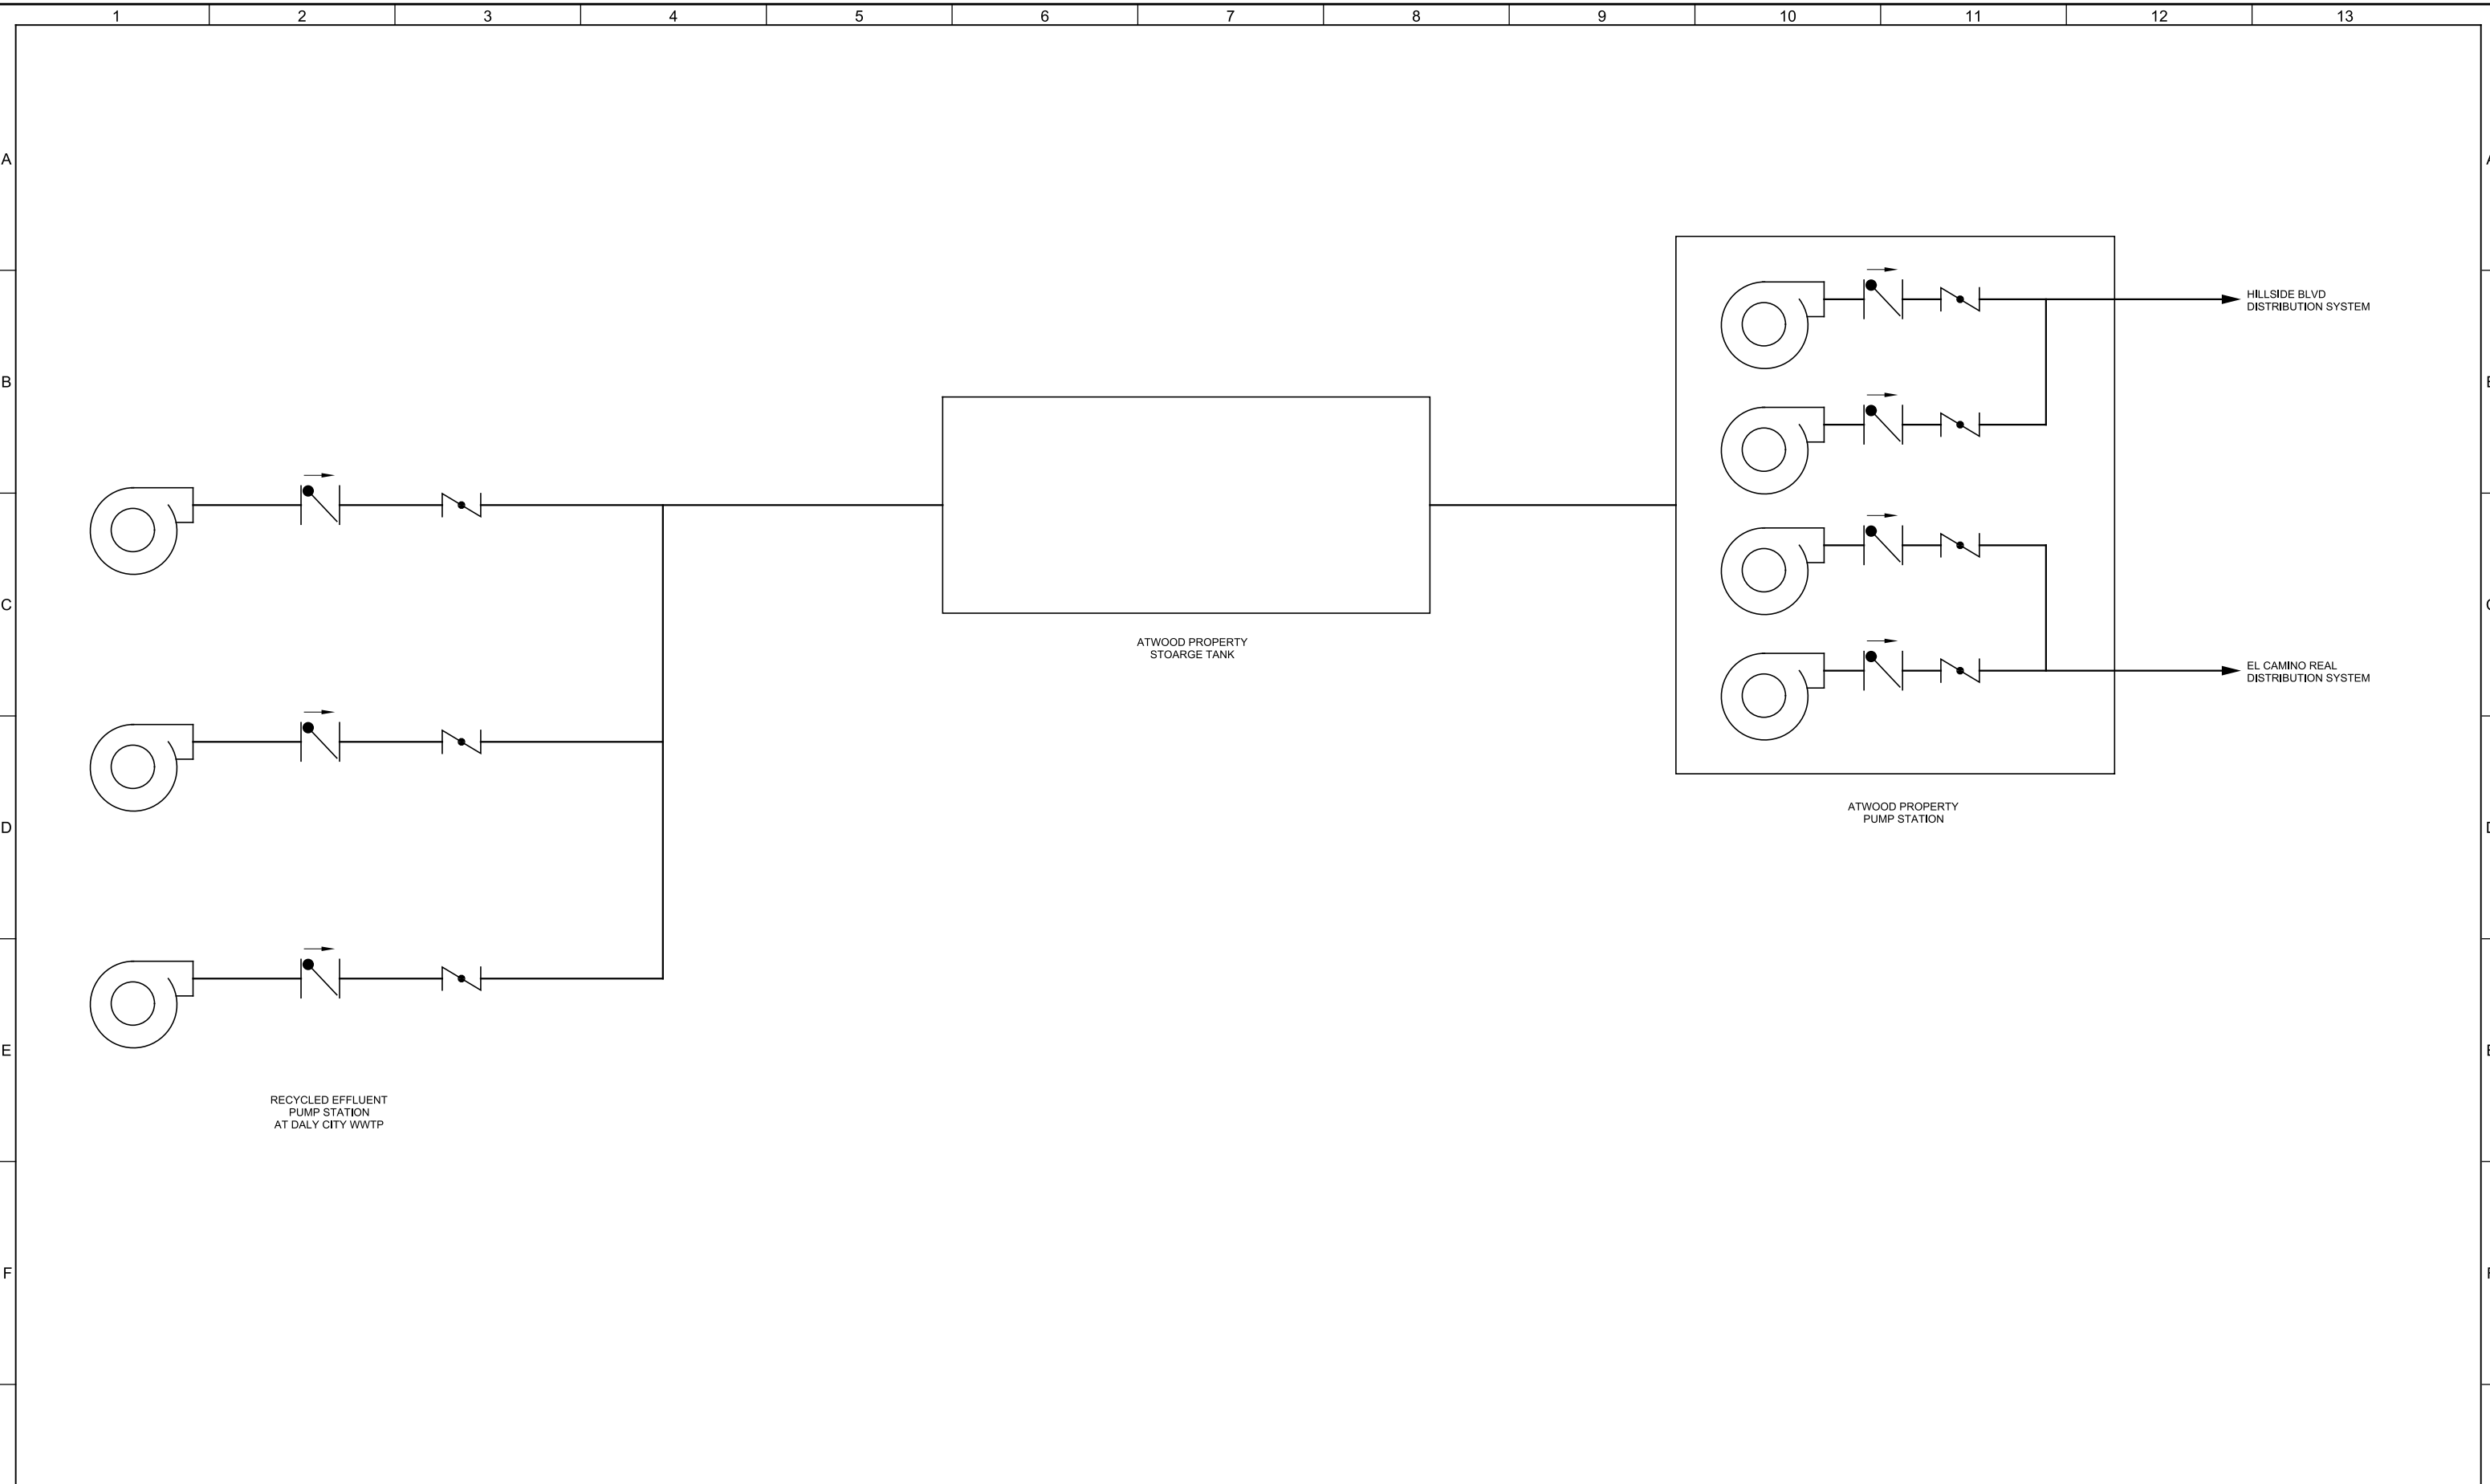 1 2 3 4 5 6 7 8 9 10 11 12 13
A
A
HILLSIDE BLVD
DISTRIBUTION SYSTEM
B
ATWOOD PROPERTY
STOARGE TANK
C
EL CAMINO REAL
DISTRIBUTION SYSTEM
ATWOOD PROPERTY
PUMP STATION
D
RECYCLED EFFLUENT
PUMP STATION
AT DALY CITY WWTP
E
F